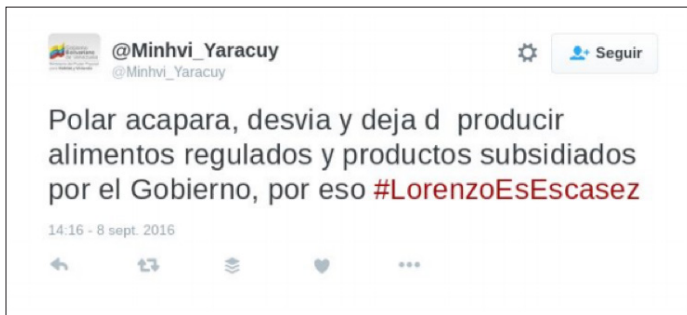 @Minhvi_Yaracuy
@Minhvi_Yaracuy
Seguir
Polar acapara, desvia y deja d producir
alimentos regulados y productos subsidiados
por el Gobierno, por eso #LorenzoEsEscasez
14:16 - 8 sept. 2016